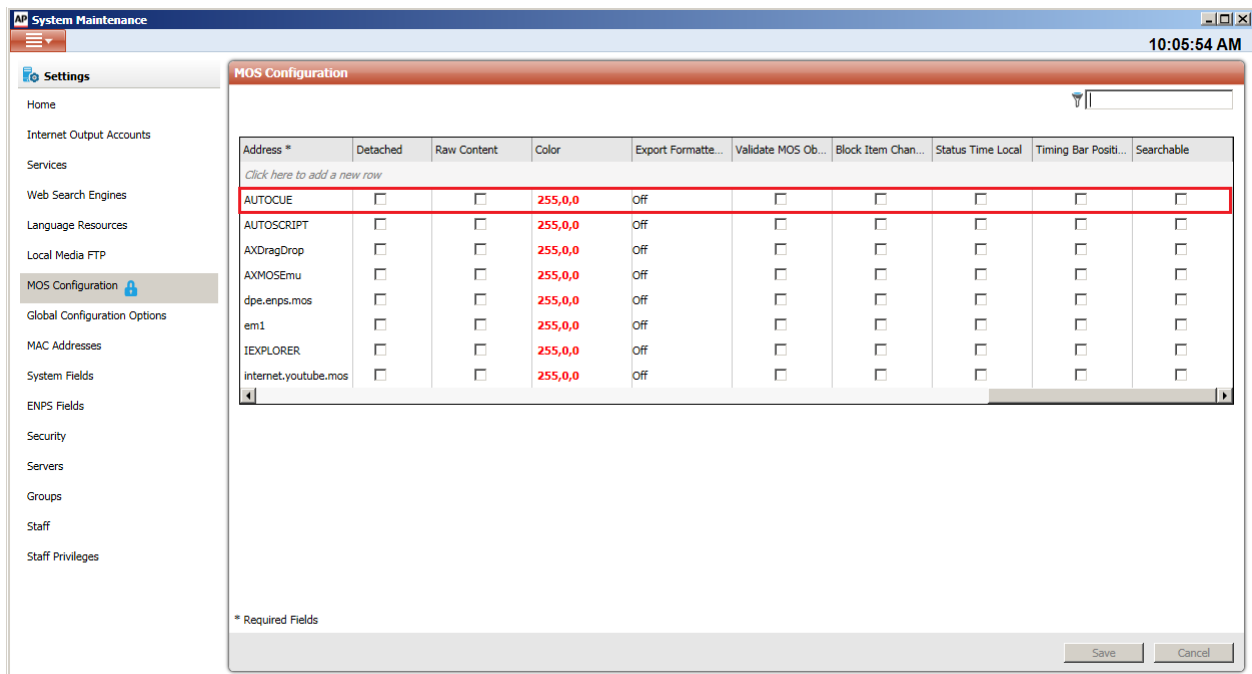 AP System Maintenance
10:05:54 AM
Settings
Home
Internet Output Accounts
Services
Web Search Engines
Language Resources
Local Media FTP
MOS Configuration
Global Configuration Options
MAC Addresses
System Fields
ENPS Fields
Security
Servers
Groups
Staff
Staff Privileges
MOS Configuration
Address * Detached Raw Content Color Export Formatte... Validate MOS Ob... Block Item Chan... Status Time Local Timing Bar Positi... Searchable
Click here to add a new row
AUTOCUE 255,0,0 Off
AUTOSCRIPT 255,0,0 Off
AXDragDrop 255,0,0 Off
AXMOSEmu 255,0,0 Off
dpe.enps.mos 255,0,0 Off
em1 255,0,0 Off
IEXPLORER 255,0,0 Off
internet.youtube.mos 255,0,0 Off
* Required Fields
Save Cancel